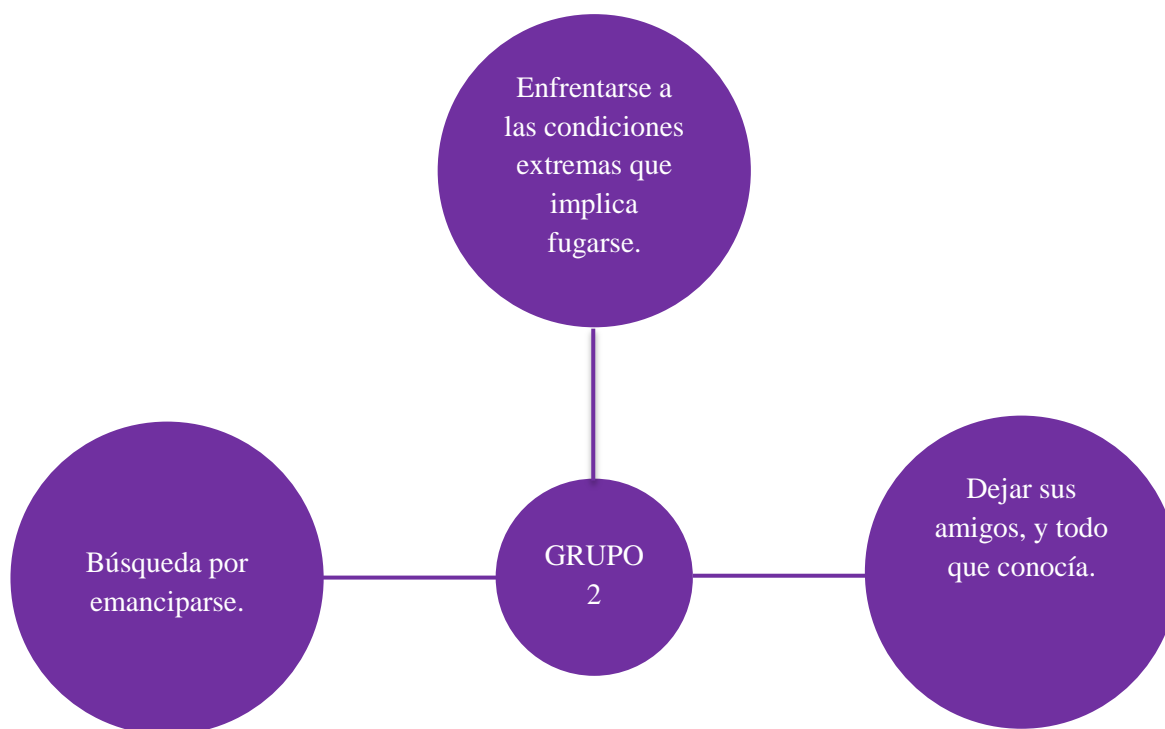 Enfrentarse a
las condiciones
extremas que
implica
fugarse.
Búsqueda por
emanciparse.
GRUPO
2
Dejar sus
amigos, y todo
que conocía.